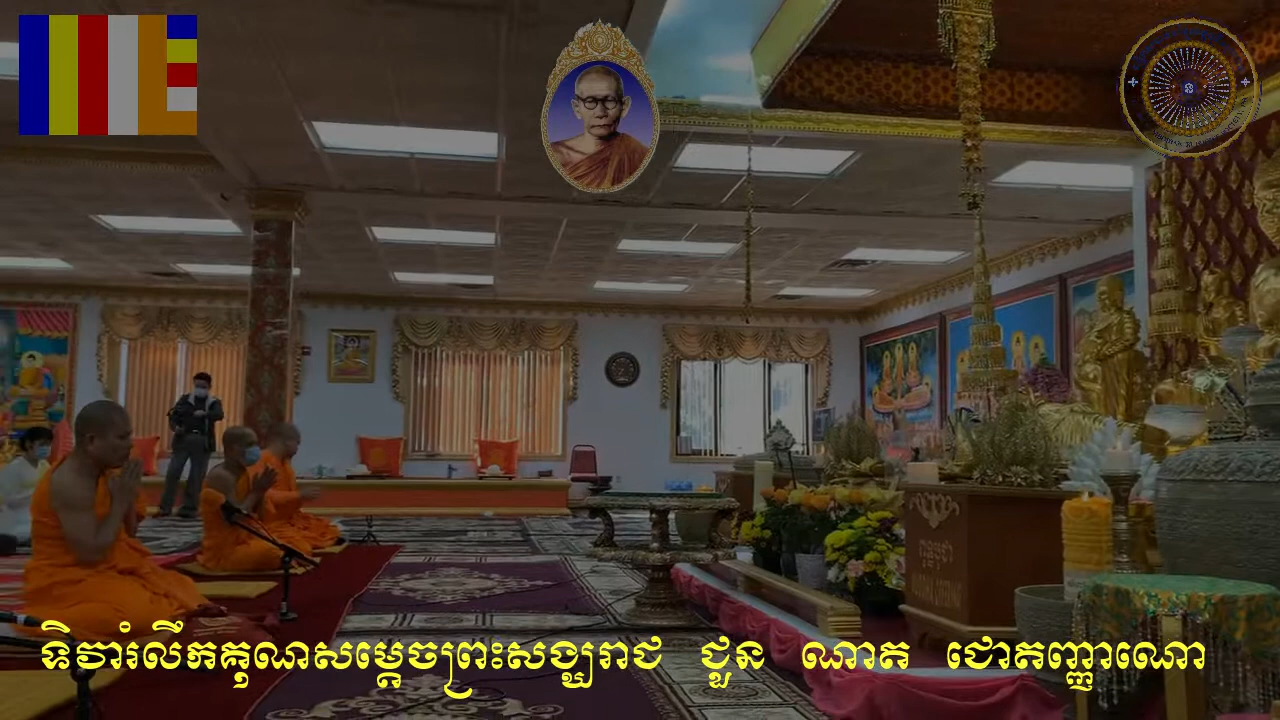 ទិវារំលឹកគុណសម្ដេចព្រះសង្ឃរាជ ជួន ណាត ជោតញ្ញាណោ